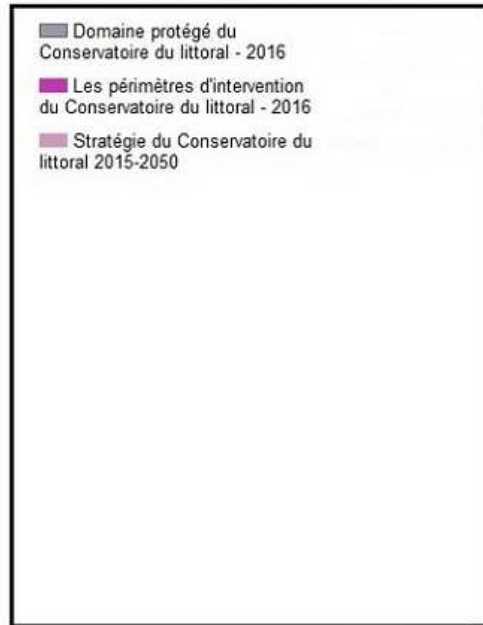 Domaine protégé du
Conservatoire du littoral - 2016
Les périmètres d'intervention
du Conservatoire du littoral - 2016
Stratégie du Conservatoire du
littoral 2015-2050